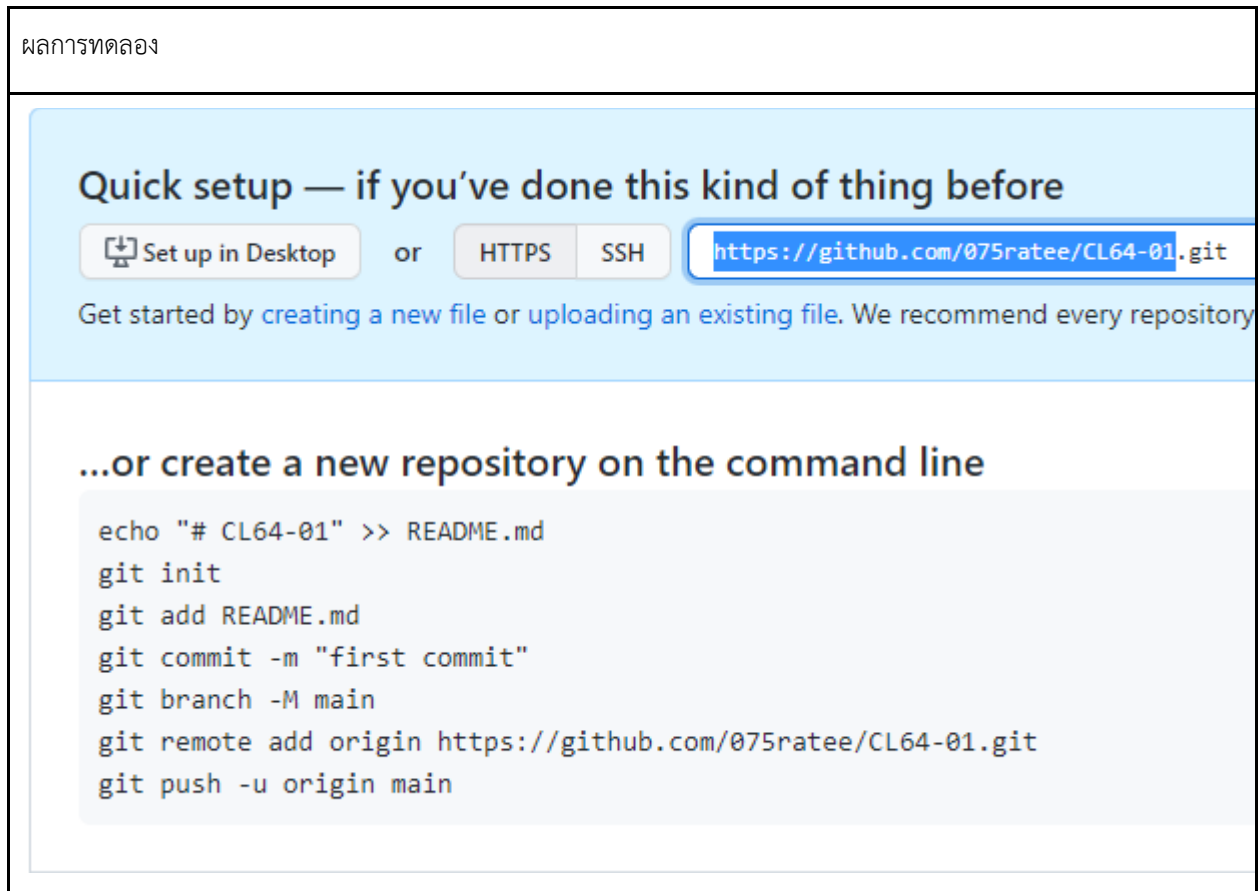 ผลการทดลอง
Quick setup — if you've done this kind of thing before
Set up in Desktop or HTTPS SSH https://github.com/075ratee/CL64-01.git
Get started by creating a new file or uploading an existing file. We recommend every repository
...or create a new repository on the command line
echo "# CL64-01" >> README.md
git init
git add README.md
git commit -m "first commit"
git branch -M main
git remote add origin https://github.com/075ratee/CL64-01.git
git push -u origin main